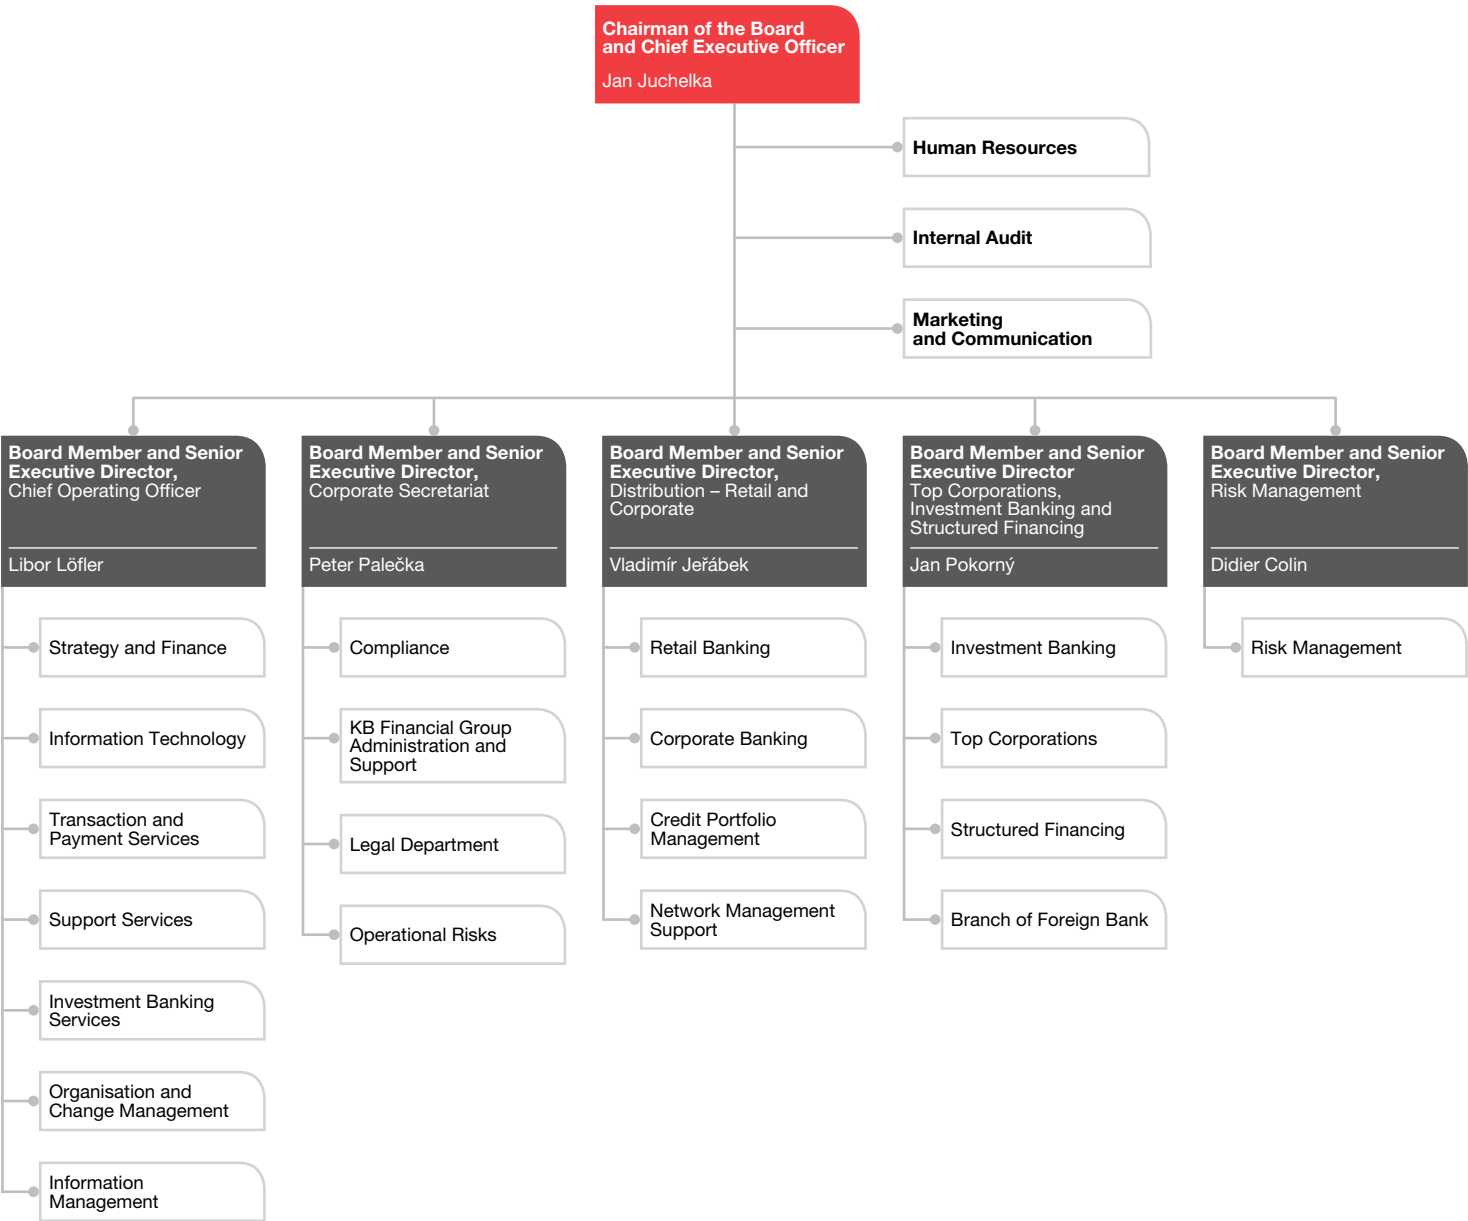 Chairman of the Board
and Chief Executive Officer
Jan Juchelka
Human Resources
Internal Audit
Marketing
and Communication
Board Member and Senior
Executive Director,
Chief Operating Officer
Libor Löfler
Board Member and Senior
Executive Director,
Corporate Secretariat
Peter Palečka
Board Member and Senior
Executive Director,
Distribution – Retail and
Corporate
Vladimír Jeřábek
Board Member and Senior
Executive Director
Top Corporations,
Investment Banking and
Structured Financing
Jan Pokorný
Board Member and Senior
Executive Director,
Risk Management
Didier Colin
Strategy and Finance
Information Technology
Transaction and
Payment Services
Support Services
Investment Banking
Services
Organisation and
Change Management
Information
Management
Compliance
KB Financial Group
Administration and
Support
Legal Department
Operational Risks
Retail Banking
Corporate Banking
Credit Portfolio
Management
Network Management
Support
Investment Banking
Top Corporations
Structured Financing
Branch of Foreign Bank
Risk Management